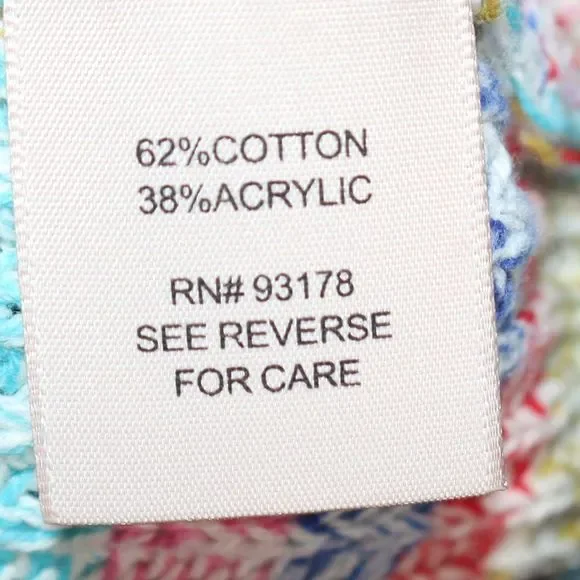 62%COTTON
38%ACRYLIC
RN# 93178
SEE REVERSE
FOR CARE